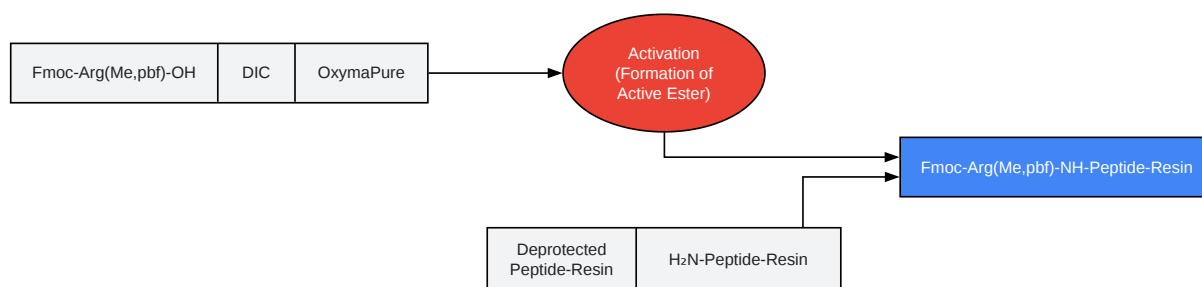 Fmoc-Arg(Me,pbf)-OH
DIC
OxymaPure
Activation
(Formation of
Active Ester)
Fmoc-Arg(Me,pbf)-NH-Peptide-Resin
Deprotected
Peptide-Resin
H₂N-Peptide-Resin